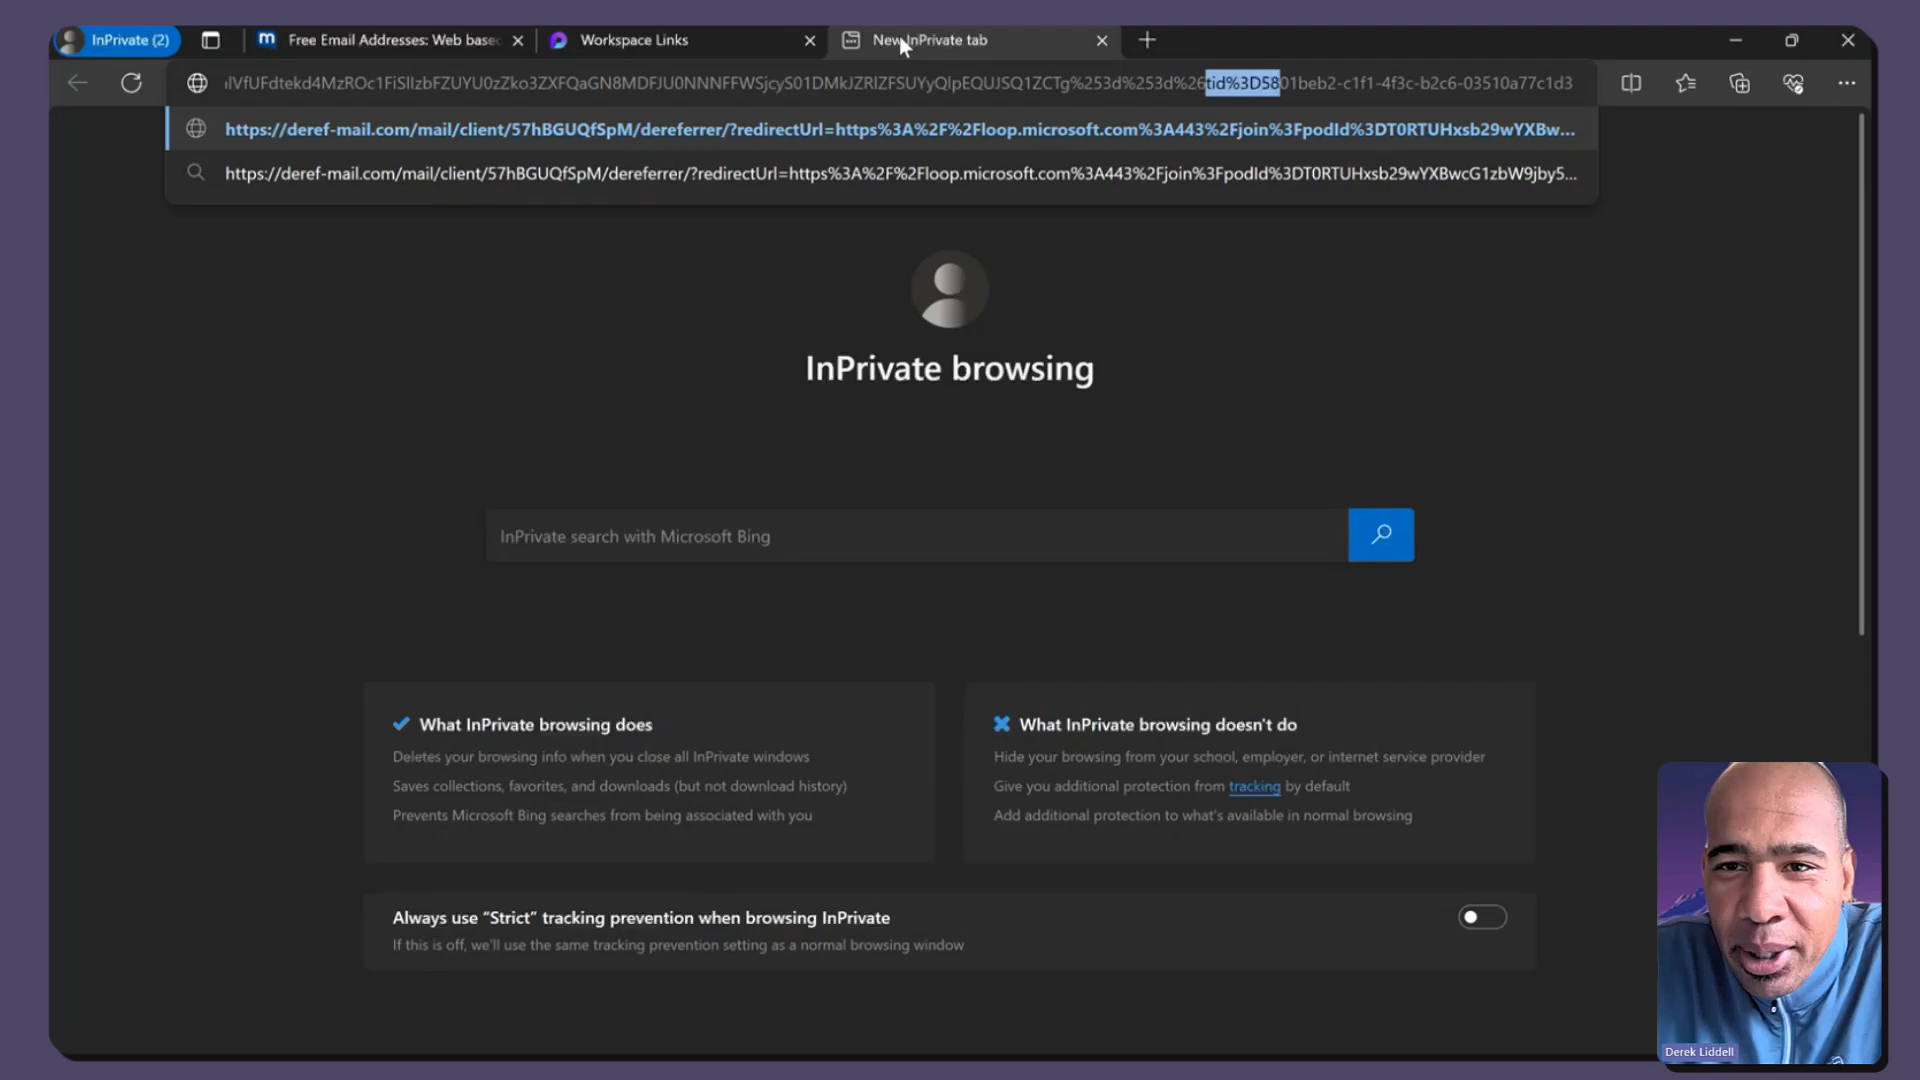 InPrivate (2)
Free Email Addresses: Web base
Workspace Links
New InPrivate tab
tid%3D5801beb2-c1f1-4f3c-b2c6-03510a77c1d3
https://deref-mail.com/mail/client/57hBGUQfSpM/dereferrer/?redirectUrl=https%3A%2F%2Floop.microsoft.com%3A443%2Fjoin%3FpodId%3DT0RTUHxsb29wYXBw...
https://deref-mail.com/mail/client/57hBGUQfSpM/dereferrer/?redirectUrl=https%3A%2F%2Floop.microsoft.com%3A443%2Fjoin%3FpodId%3DT0RTUHxsb29wYXBwcG1zbW9jby5...
InPrivate browsing
InPrivate search with Microsoft Bing
What InPrivate browsing does
Deletes your browsing info when you close all InPrivate windows
Saves collections, favorites, and downloads (but not download history)
Prevents Microsoft Bing searches from being associated with you
What InPrivate browsing doesn't do
Hide your browsing from your school, employer, or internet service provider
Give you additional protection from tracking by default
Add additional protection to what's available in normal browsing
Always use “Strict” tracking prevention when browsing InPrivate
If this is off, we'll use the same tracking prevention setting as a normal browsing window
Derek Liddell